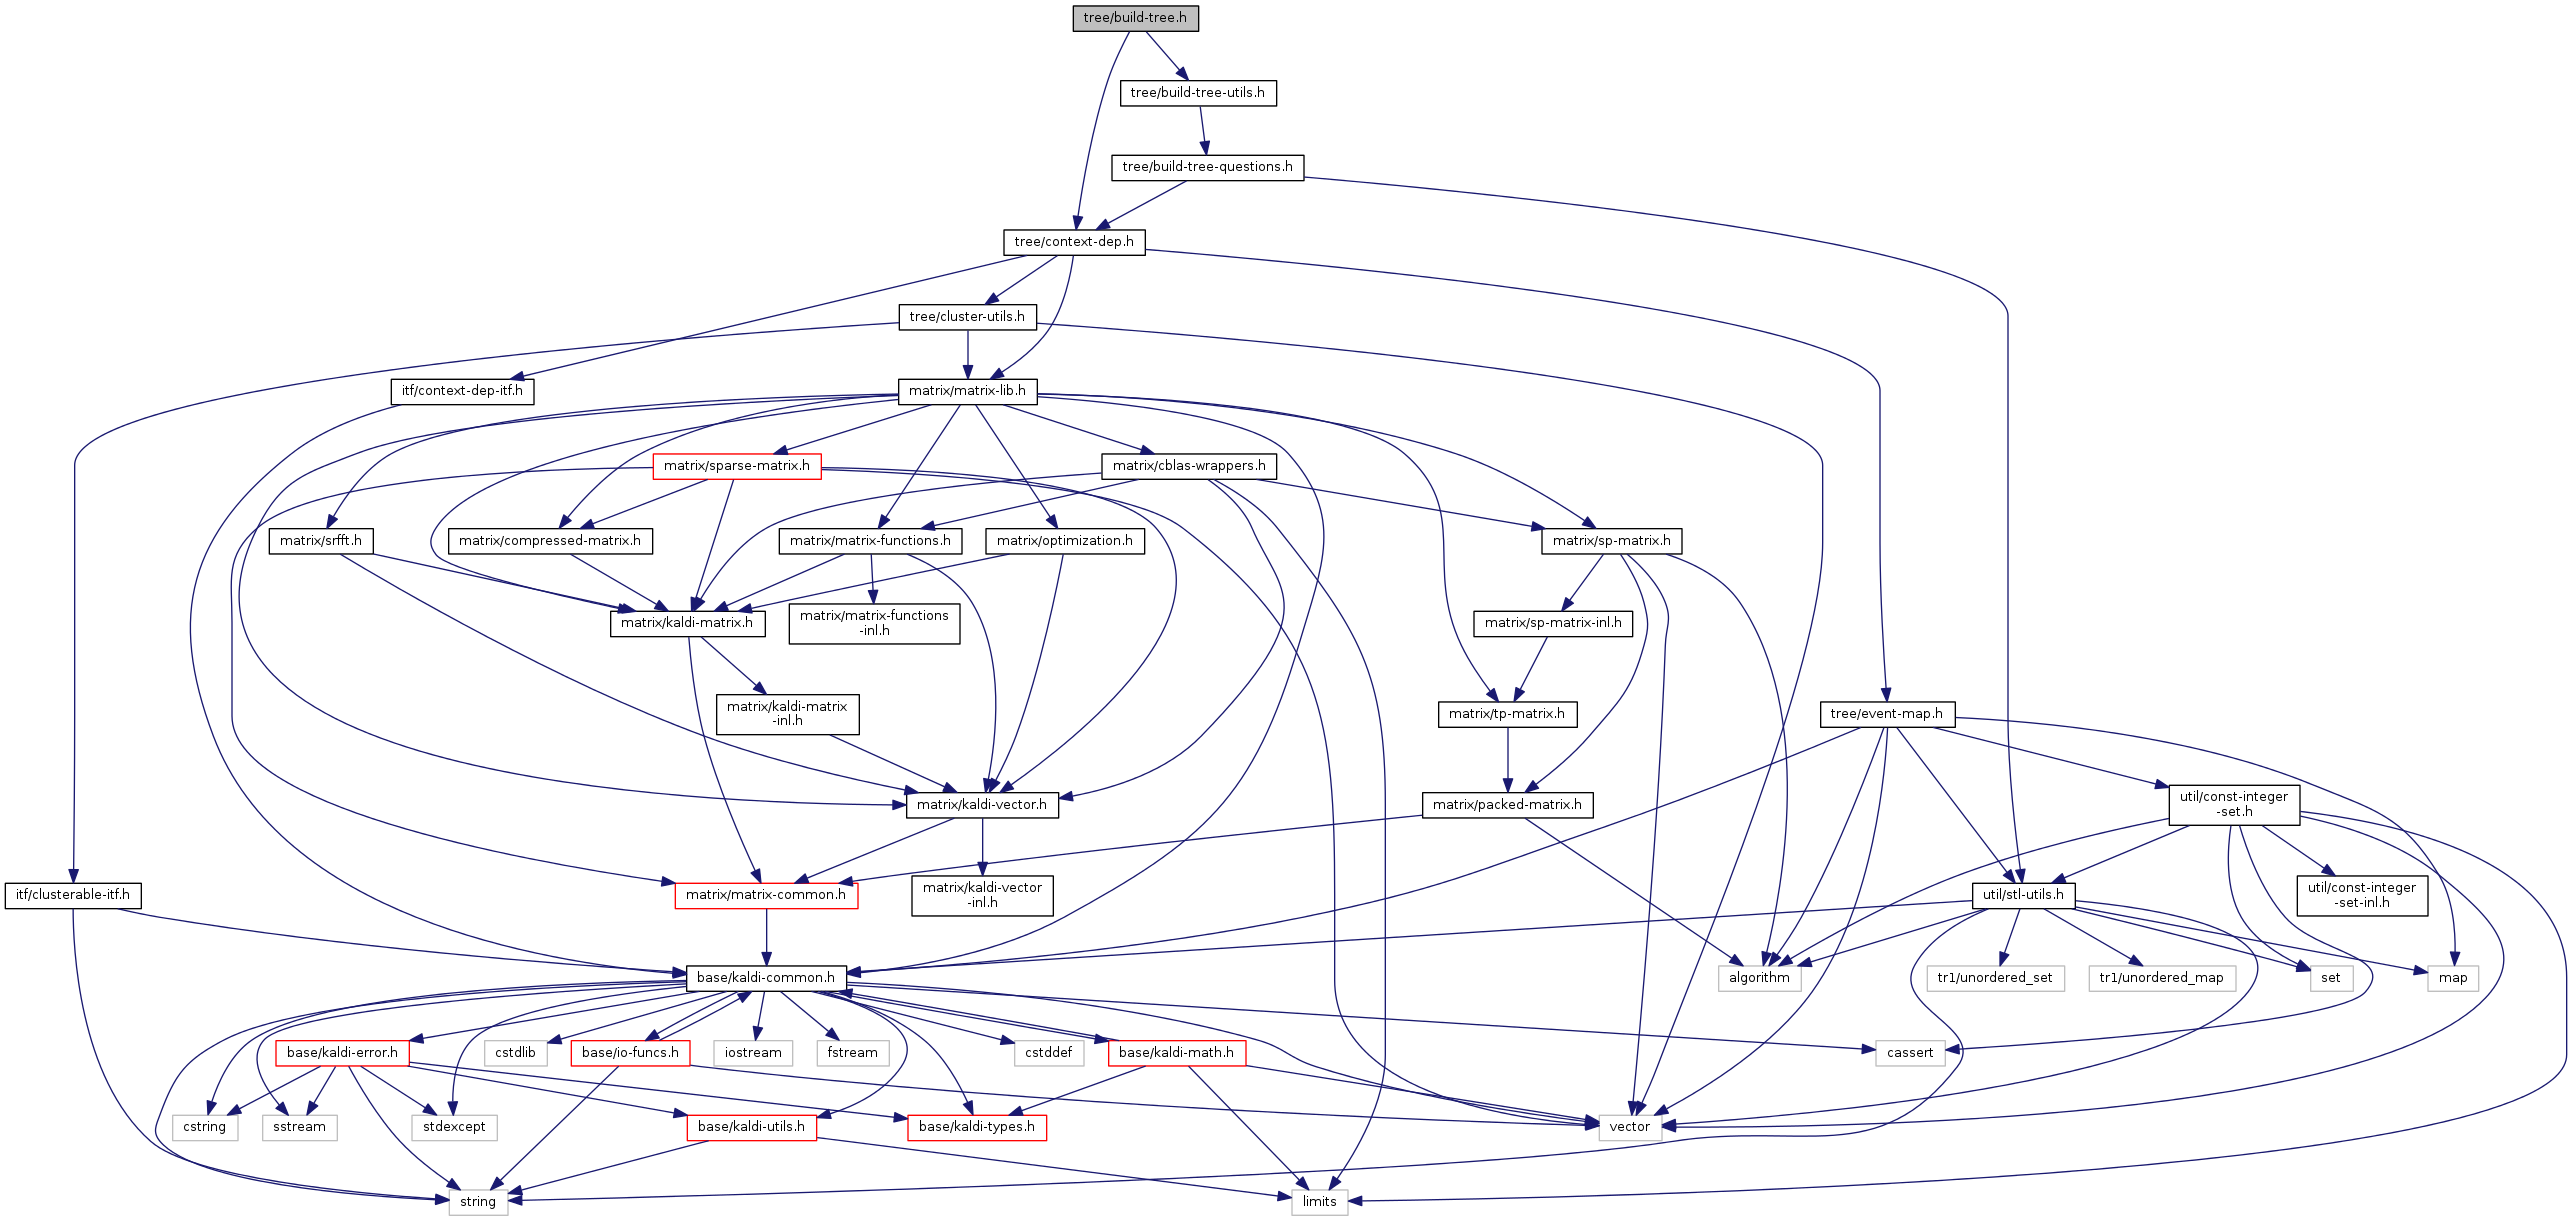 tree/build-tree.h
tree/build-tree-utils.h
tree/build-tree-questions.h
tree/context-dep.h
tree/cluster-utils.h
itf/context-dep-itf.h
matrix/matrix-lib.h
matrix/sparse-matrix.h
matrix/cblas-wrappers.h
matrix/srfft.h
matrix/compressed-matrix.h
matrix/matrix-functions.h
matrix/optimization.h
matrix/sp-matrix.h
matrix/kaldi-matrix.h
matrix/matrix-functions
-inl.h
matrix/sp-matrix-inl.h
matrix/kaldi-matrix
-inl.h
matrix/tp-matrix.h
tree/event-map.h
matrix/kaldi-vector.h
matrix/packed-matrix.h
util/const-integer
-set.h
itf/clusterable-itf.h
matrix/matrix-common.h
matrix/kaldi-vector
-inl.h
util/stl-utils.h
util/const-integer
-set-inl.h
base/kaldi-common.h
algorithm
tr1/unordered_set
tr1/unordered_map
set
map
base/kaldi-error.h
cstdlib
base/io-funcs.h
iostream
fstream
cstddef
base/kaldi-math.h
cassert
cstring
sstream
stdexcept
base/kaldi-utils.h
base/kaldi-types.h
vector
string
limits